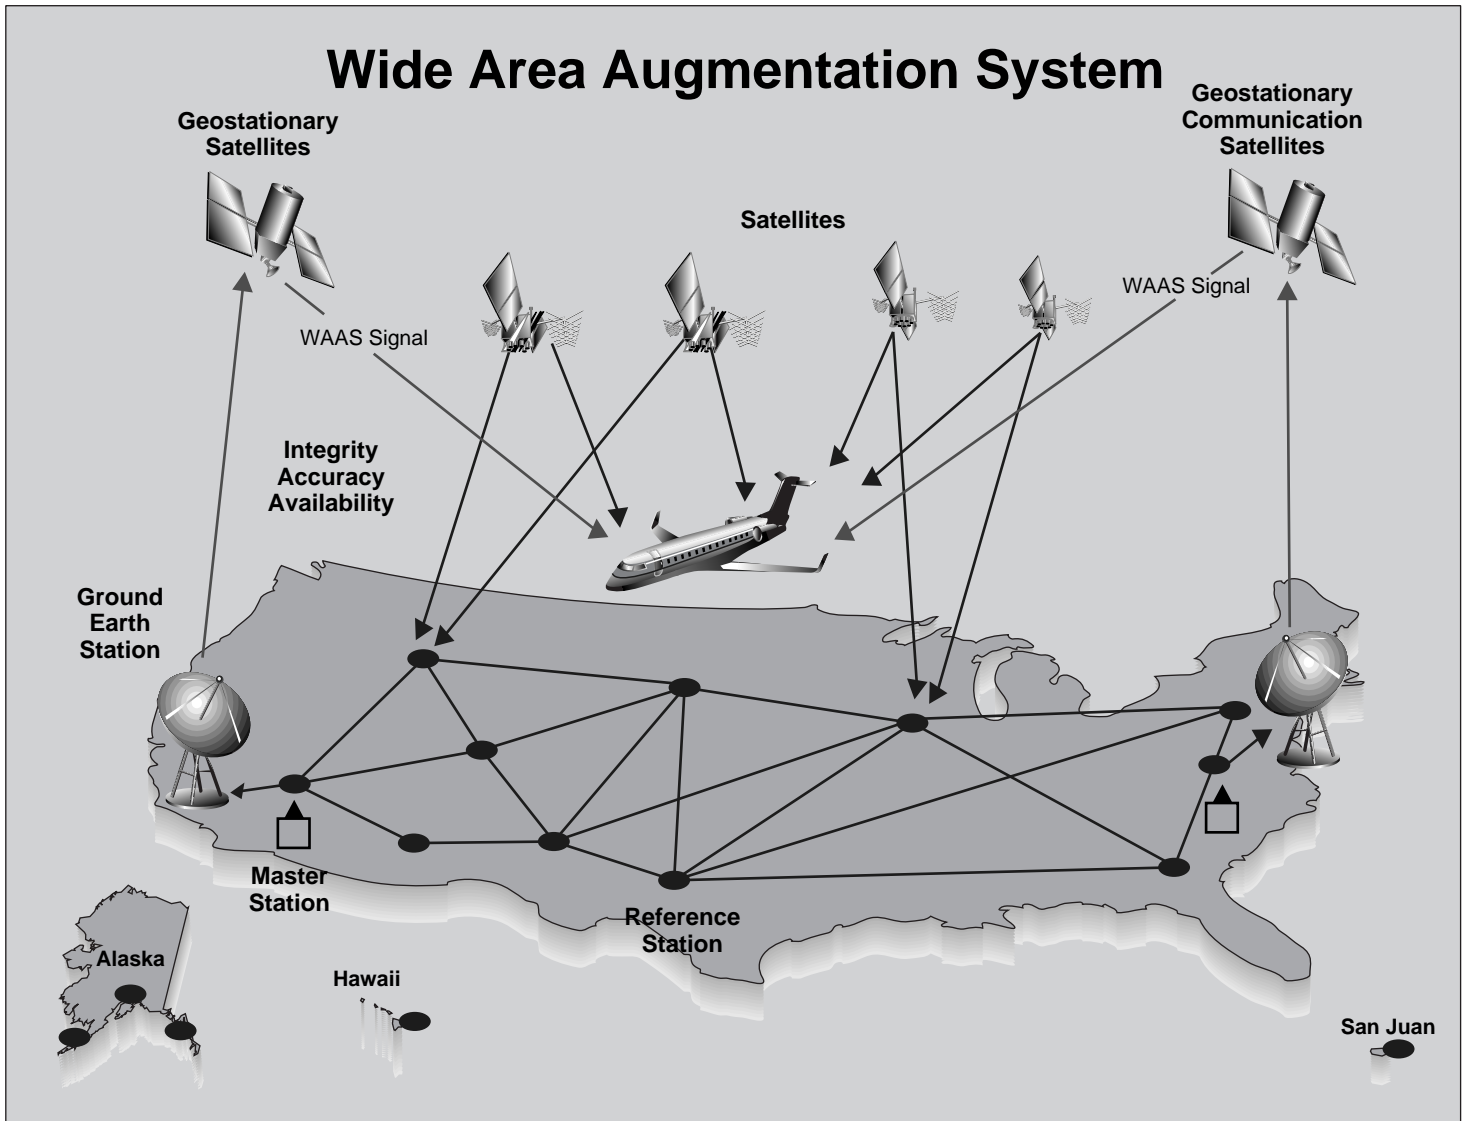 Wide Area Augmentation System
Geostationary
Satellites
Geostationary
Communication
Satellites
Satellites
WAAS Signal
WAAS Signal
Integrity
Accuracy
Availability
Ground
Earth
Station
Master
Station
Reference
Station
Alaska
Hawaii
San Juan